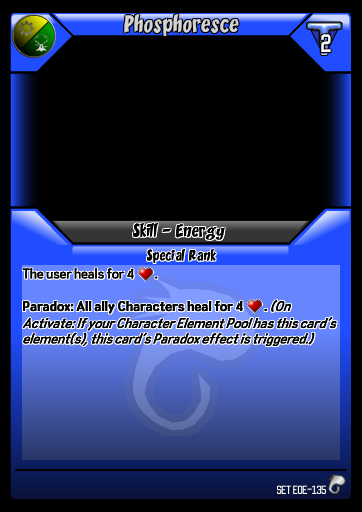 Phosphoresce
2
Skill - Energy
Special Rank
The user heals for 4 .
Paradox: All ally Characters heal for 4 . (On
Activate: If your Character Element Pool has this card's
element(s), this card's Paradox effect is triggered.)
SET EOE-135